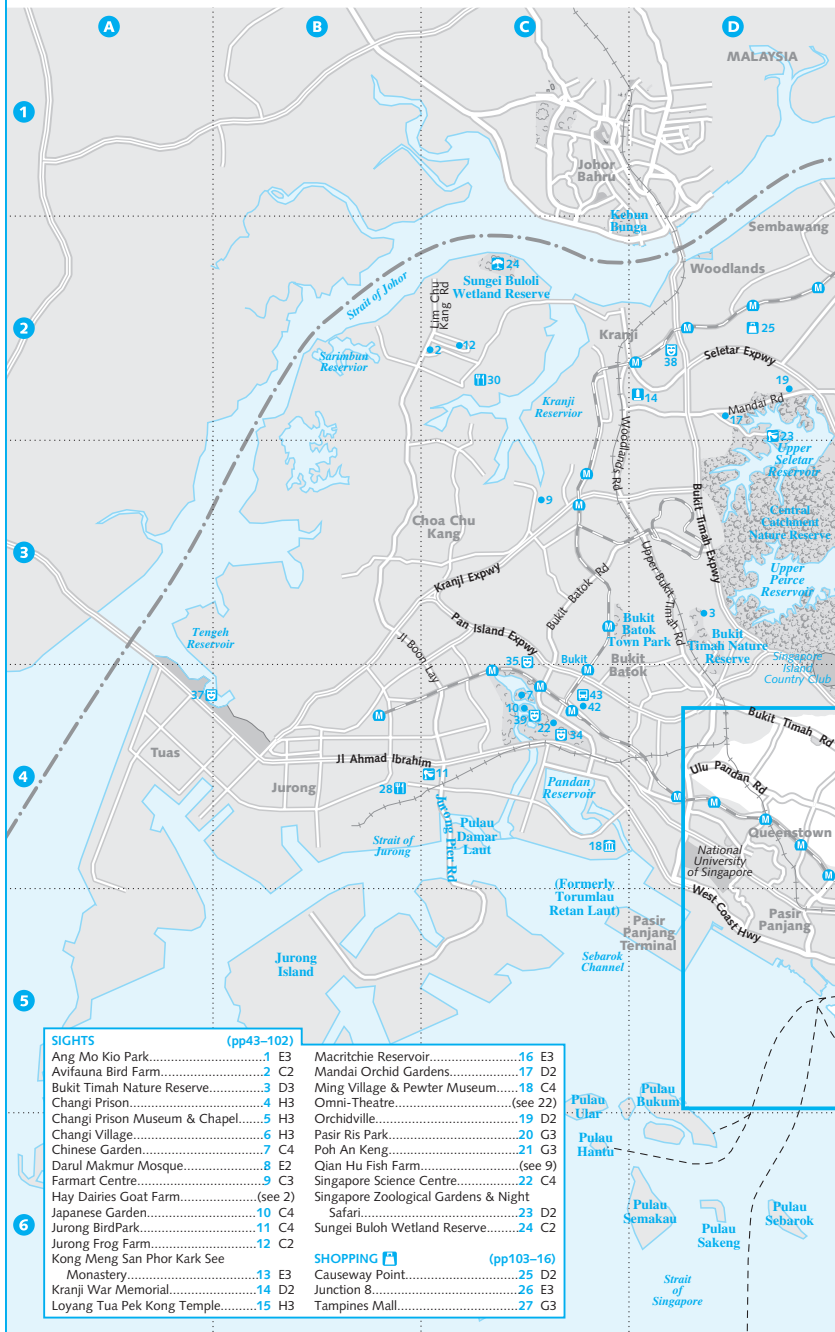 A
B
C
D
MALAYSIA
1
Johor
Bahru
Kebun
Bunga
Sembawang
Woodlands
24
Sungei Buloli
Wetland Reserve
Strait of Johor
Lim Chu
Kang Rd
M
M
25
2
M
Kranji
38
Seletar Expwy
2
12
Sarimbun
Reservior
M
30
14
19
Kranji
Reservior
Mandai Rd
17
23
Upper
Seletar
Reservoir
Woodlands Rd
M
9
M
Central
Catchment
Nature Reserve
Choa Chu
Kang
3
Bukit Timah Expwy
Kranji Expwy
Upper Bukit Timah Rd
Bukit Batok Rd
Upper
Peirce
Reservoir
Pan Island Expwy
M
Bukit
Batok
Town Park
3
Bukit
Timah Nature
Reserve
Tengeh
Reservoir
Jl Boon Lay
35
Bukit
Bukit
Batok
Singapore
Island
Country Club
M
M
37
M
7
43
10
42
M
39
M
22
34
Bukit Timah Rd
Tuas
4
Jl Ahmad Ibrahim
11
Ulu Pandan Rd
Jurong
28
Pandan
Reservoir
M
M
M
Jurong Pier Rd
Pulau
Damar
Laut
Strait of
Jurong
18
Queenstown
M
National
University
of Singapore
M
(Formerly
Torumlau
Retan Laut)
West Coast Hwy
Pasir
Panjang
Terminal
Pasir
Panjang
Jurong
Island
Sebarok
Channel
5
SIGHTS (pp43–102)
Ang Mo Kio Park 1 E3
Avifauna Bird Farm 2 C2
Bukit Timah Nature Reserve 3 D3
Changi Prison 4 H3
Changi Prison Museum & Chapel 5 H3
Changi Village 6 H3
Chinese Garden 7 C4
Darul Makmur Mosque 8 E2
Farmart Centre 9 C3
Hay Dairies Goat Farm (see 2)
Japanese Garden 10 C4
Jurong BirdPark 11 C4
Jurong Frog Farm 12 C2
Kong Meng San Phor Kark See
Monastery 13 E3
Kranji War Memorial 14 D2
Loyang Tua Pek Kong Temple 15 H3
Macritchie Reservoir 16 E3
Mandai Orchid Gardens 17 D2
Ming Village & Pewter Museum 18 C4
Omni-Theatre (see 22)
Orchidville 19 D2
Pasir Ris Park 20 G3
Poh An Keng 21 G3
Qian Hu Fish Farm (see 9)
Singapore Science Centre 22 C4
Singapore Zoological Gardens & Night
Safari 23 D2
Sungei Buloh Wetland Reserve 24 C2
SHOPPING (pp103–16)
Causeway Point 25 D2
Junction 8 26 E3
Tampines Mall 27 G3
Pulau
Ular
Pulau
Bukum
Pulau
Hantu
6
Pulau
Semakau
Pulau
Sakeng
Pulau
Sebarok
Strait
of
Singapore